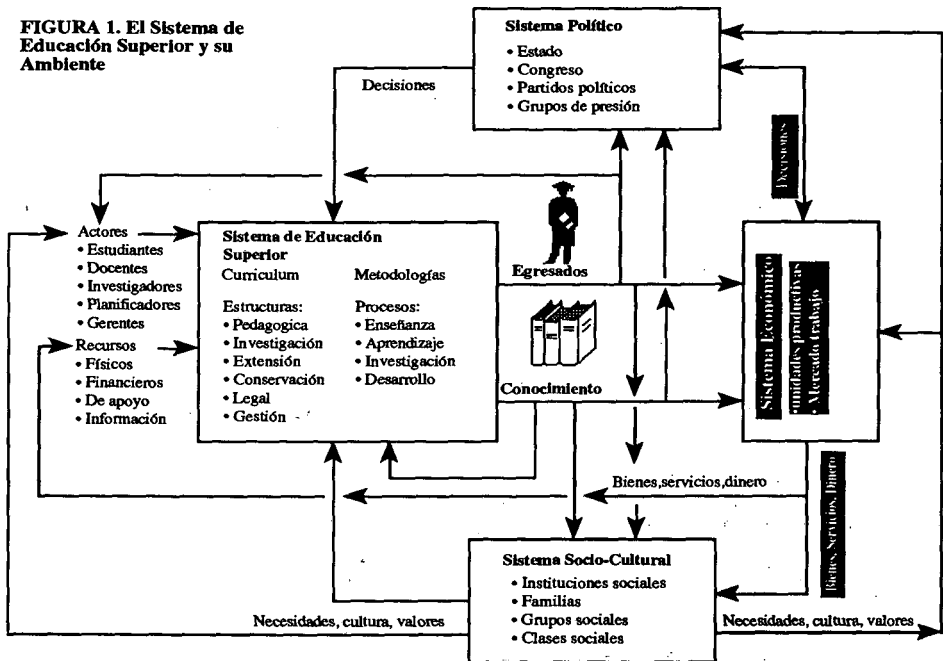 FIGURA 1. El Sistema de
Educación Superior y su
Ambiente
Sistema Político
• Estado
• Congreso
• Partidos políticos
• Grupos de presión
Decisiones
Decisiones
Actores
• Estudiantes
• Docentes
• Investigadores
• Planificadores
• Gerentes
Recursos
• Físicos
• Financieros
• De apoyo
• Información
Sistema de Educación
Superior
Curriculum
Estructuras:
• Pedagogica
• Investigación
• Extensión
• Conservación
• Legal
• Gestión
Metodologías
Procesos:
• Enseñanza
• Aprendizaje
• Investigación
• Desarrollo
Egresados
Conocimiento
Sistema Económico
•unidades productivas
• Mercado trabajo
Bienes,servicios,dinero
Bienes, Servicios, Dinero
Sistema Socio-Cultural
• Instituciones sociales
• Familias
• Grupos sociales
• Clases sociales
Necesidades, cultura, valores
Necesidades, cultura, valores